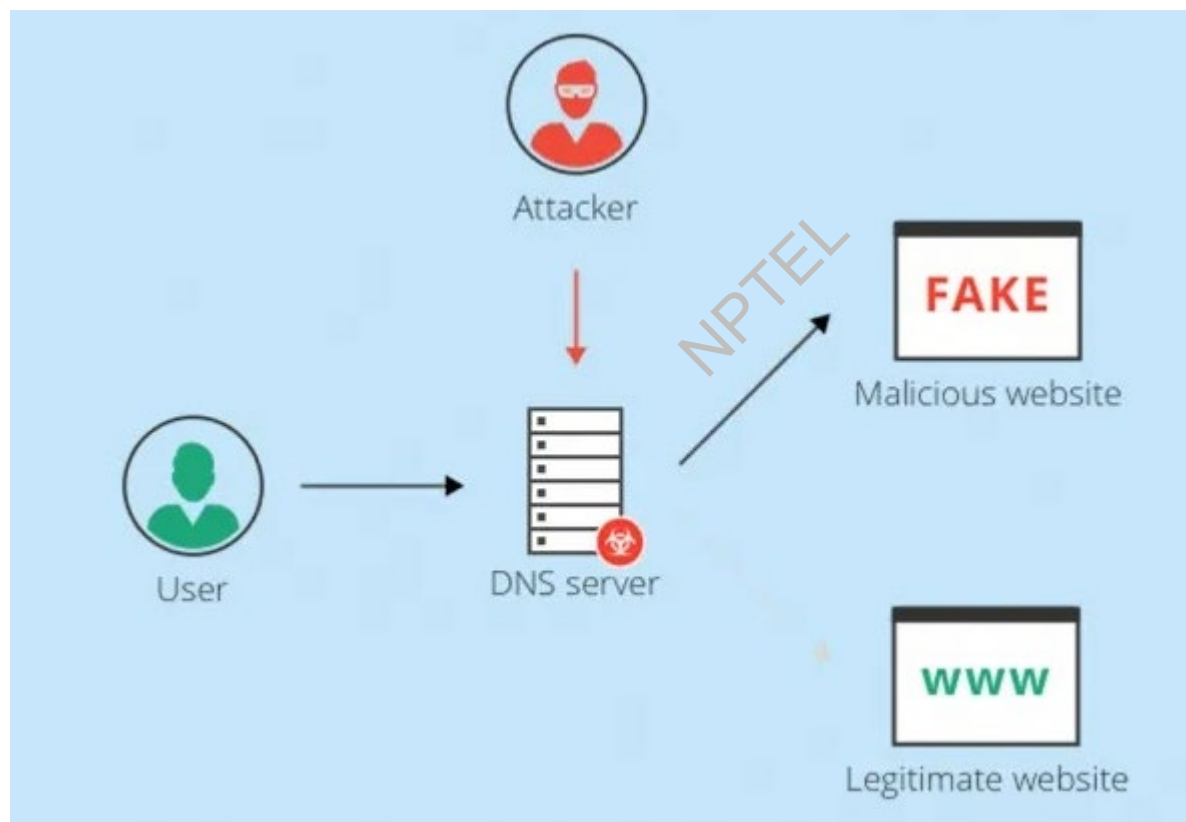 Attacker
NPTEL
FAKE
Malicious website
User
DNS server
www
Legitimate website